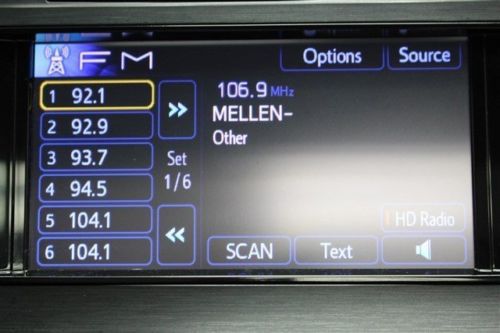 FM
Options
Source
1 92.1
2 92.9
3 93.7
4 94.5
5 104.1
6 104.1
Set
1/6
106.9 MHz
MELLEN-
Other
HD Radio
SCAN
Text